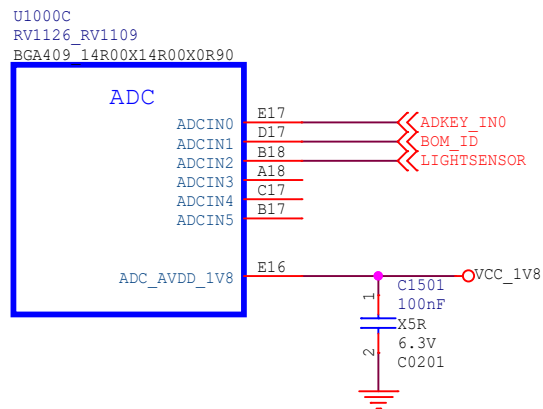 U1000C
RV1126_RV1109
BGA409_14R00X14R00X0R90
ADC
ADCIN0 E17 ADKEY_IN0
ADCIN1 D17 BOM_ID
ADCIN2 B18 LIGHTSENSOR
ADCIN3 A18
ADCIN4 C17
ADCIN5 B17
ADC_AVDD_1V8 E16 VCC_1V8
1 C1501
100nF
X5R
2 6.3V
C0201